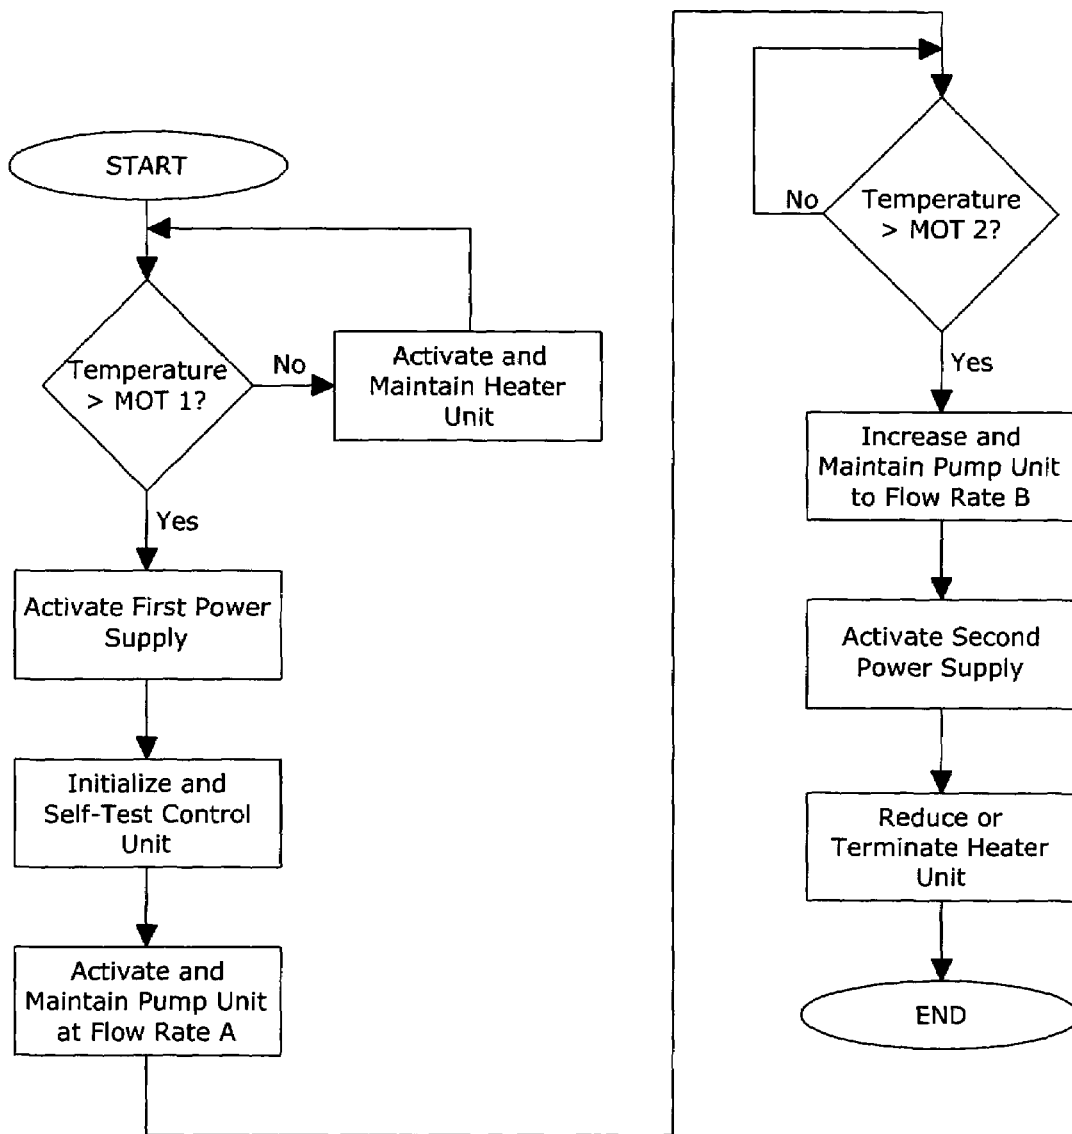 START
Temperature
> MOT 1?
No
Activate and
Maintain Heater
Unit
Yes
Activate First Power
Supply
Initialize and
Self-Test Control
Unit
Activate and
Maintain Pump Unit
at Flow Rate A
Temperature
> MOT 2?
No
Yes
Increase and
Maintain Pump Unit
to Flow Rate B
Activate Second
Power Supply
Reduce or
Terminate Heater
Unit
END